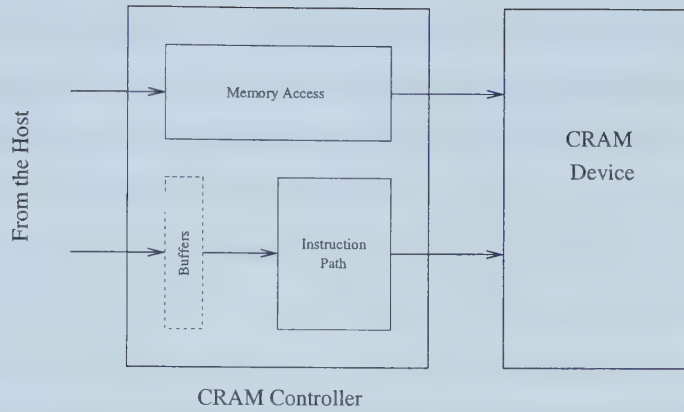 From the Host
Memory Access
Buffers
Instruction
Path
CRAM
Device
CRAM Controller